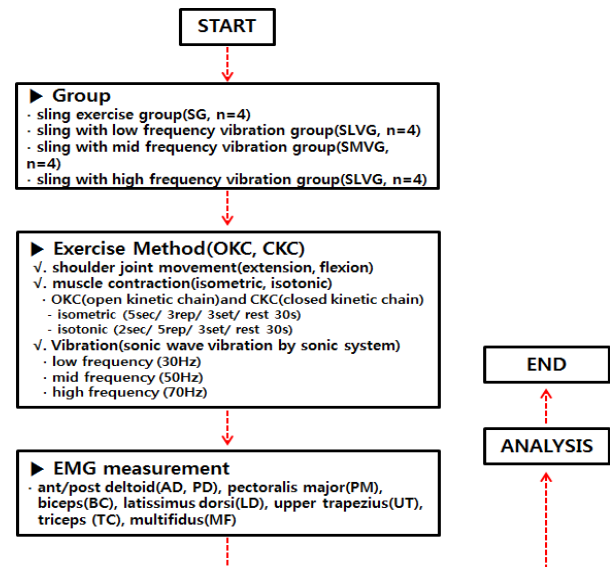 START
▶ Group
· sling exercise group(SG, n=4)
· sling with low frequency vibration group(SLVG, n=4)
· sling with mid frequency vibration group(SMVG,
n=4)
· sling with high frequency vibration group(SLVG, n=4)
▶ Exercise Method(OKC, CKC)
√. shoulder joint movement(extension, flexion)
√. muscle contraction(isometric, isotonic)
· OKC(open kinetic chain)and CKC(closed kinetic chain)
- isometric (5sec/ 3rep/ 3set/ rest 30s)
- isotonic (2sec/ 5rep/ 3set/ rest 30s)
√. Vibration(sonic wave vibration by sonic system)
· low frequency (30Hz)
· mid frequency (50Hz)
· high frequency (70Hz)
▶ EMG measurement
· ant/post deltoid(AD, PD), pectoralis major(PM),
biceps(BC), latissimus dorsi(LD), upper trapezius(UT),
triceps (TC), multifidus(MF)
END
ANALYSIS